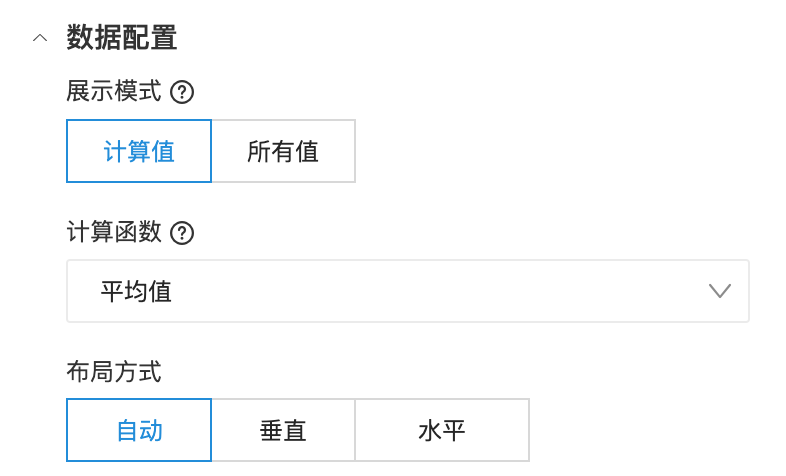 数据配置
展示模式
计算值 所有值
计算函数
平均值
布局方式
自动 垂直 水平